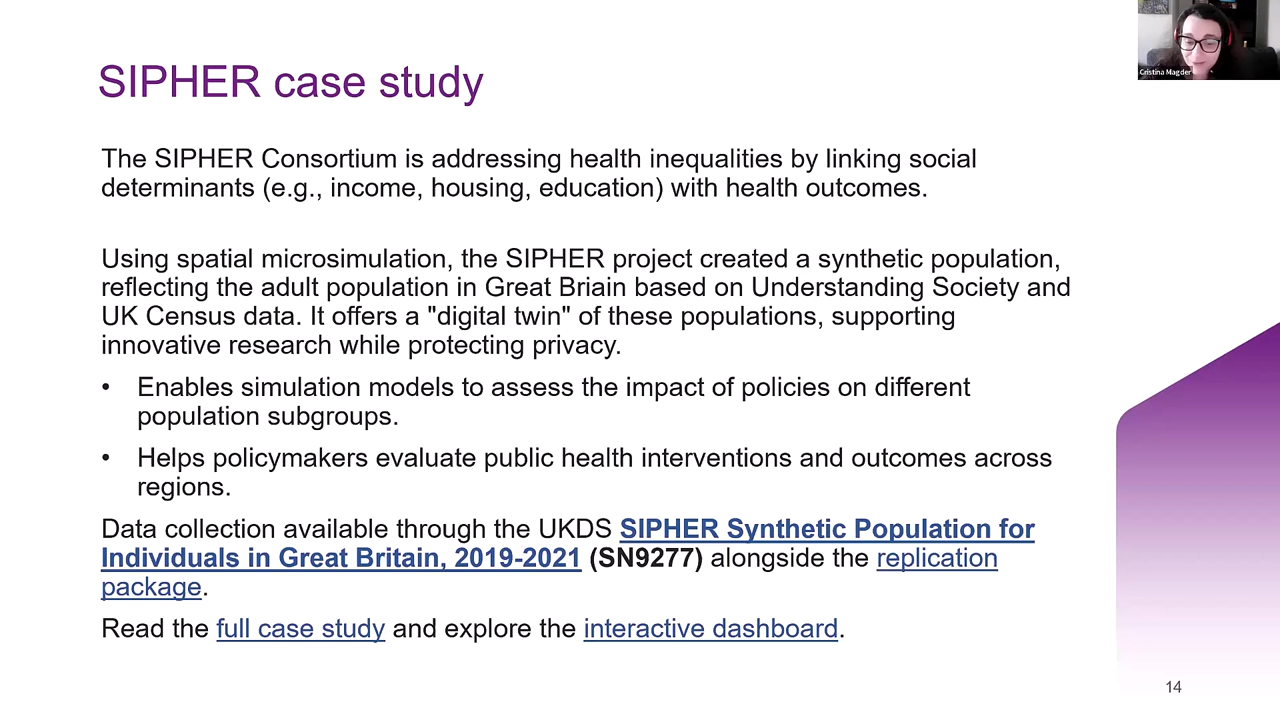 Cristina Magder
SIPHER case study
The SIPHER Consortium is addressing health inequalities by linking social
determinants (e.g., income, housing, education) with health outcomes.
Using spatial microsimulation, the SIPHER project created a synthetic population,
reflecting the adult population in Great Briain based on Understanding Society and
UK Census data. It offers a "digital twin" of these populations, supporting
innovative research while protecting privacy.
• Enables simulation models to assess the impact of policies on different
population subgroups.
• Helps policymakers evaluate public health interventions and outcomes across
regions.
Data collection available through the UKDS SIPHER Synthetic Population for
Individuals in Great Britain, 2019-2021 (SN9277) alongside the replication
package.
Read the full case study and explore the interactive dashboard.
14